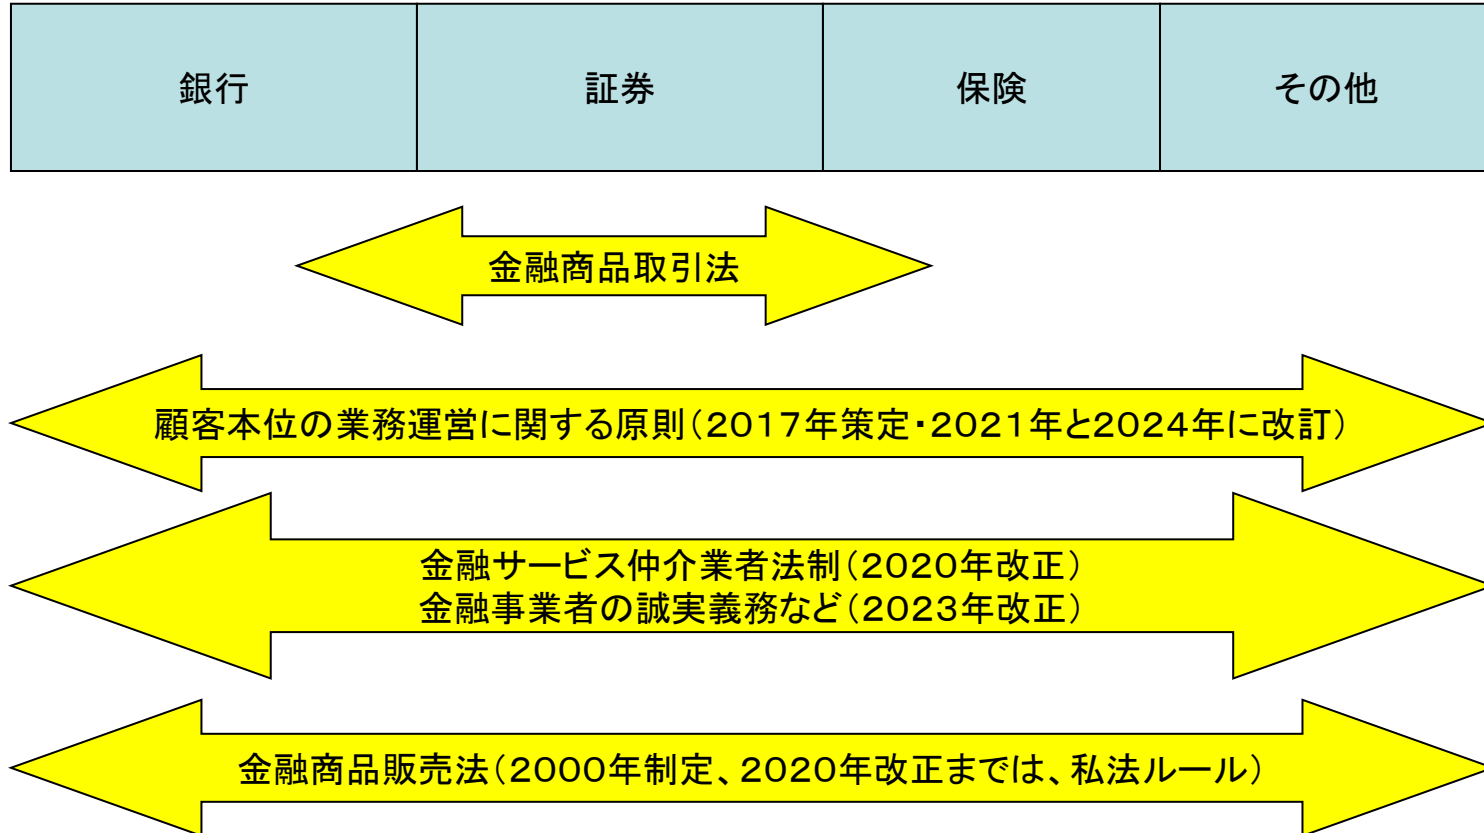 銀行
証券
保険
その他
金融商品取引法
顧客本位の業務運営に関する原則（２０１７年策定・２０２１年と２０２４年に改訂）
金融サービス仲介業者法制（２０２０年改正）
金融事業者の誠実義務など（２０２３年改正）
金融商品販売法（２０００年制定、２０２０年改正までは、私法ルール）